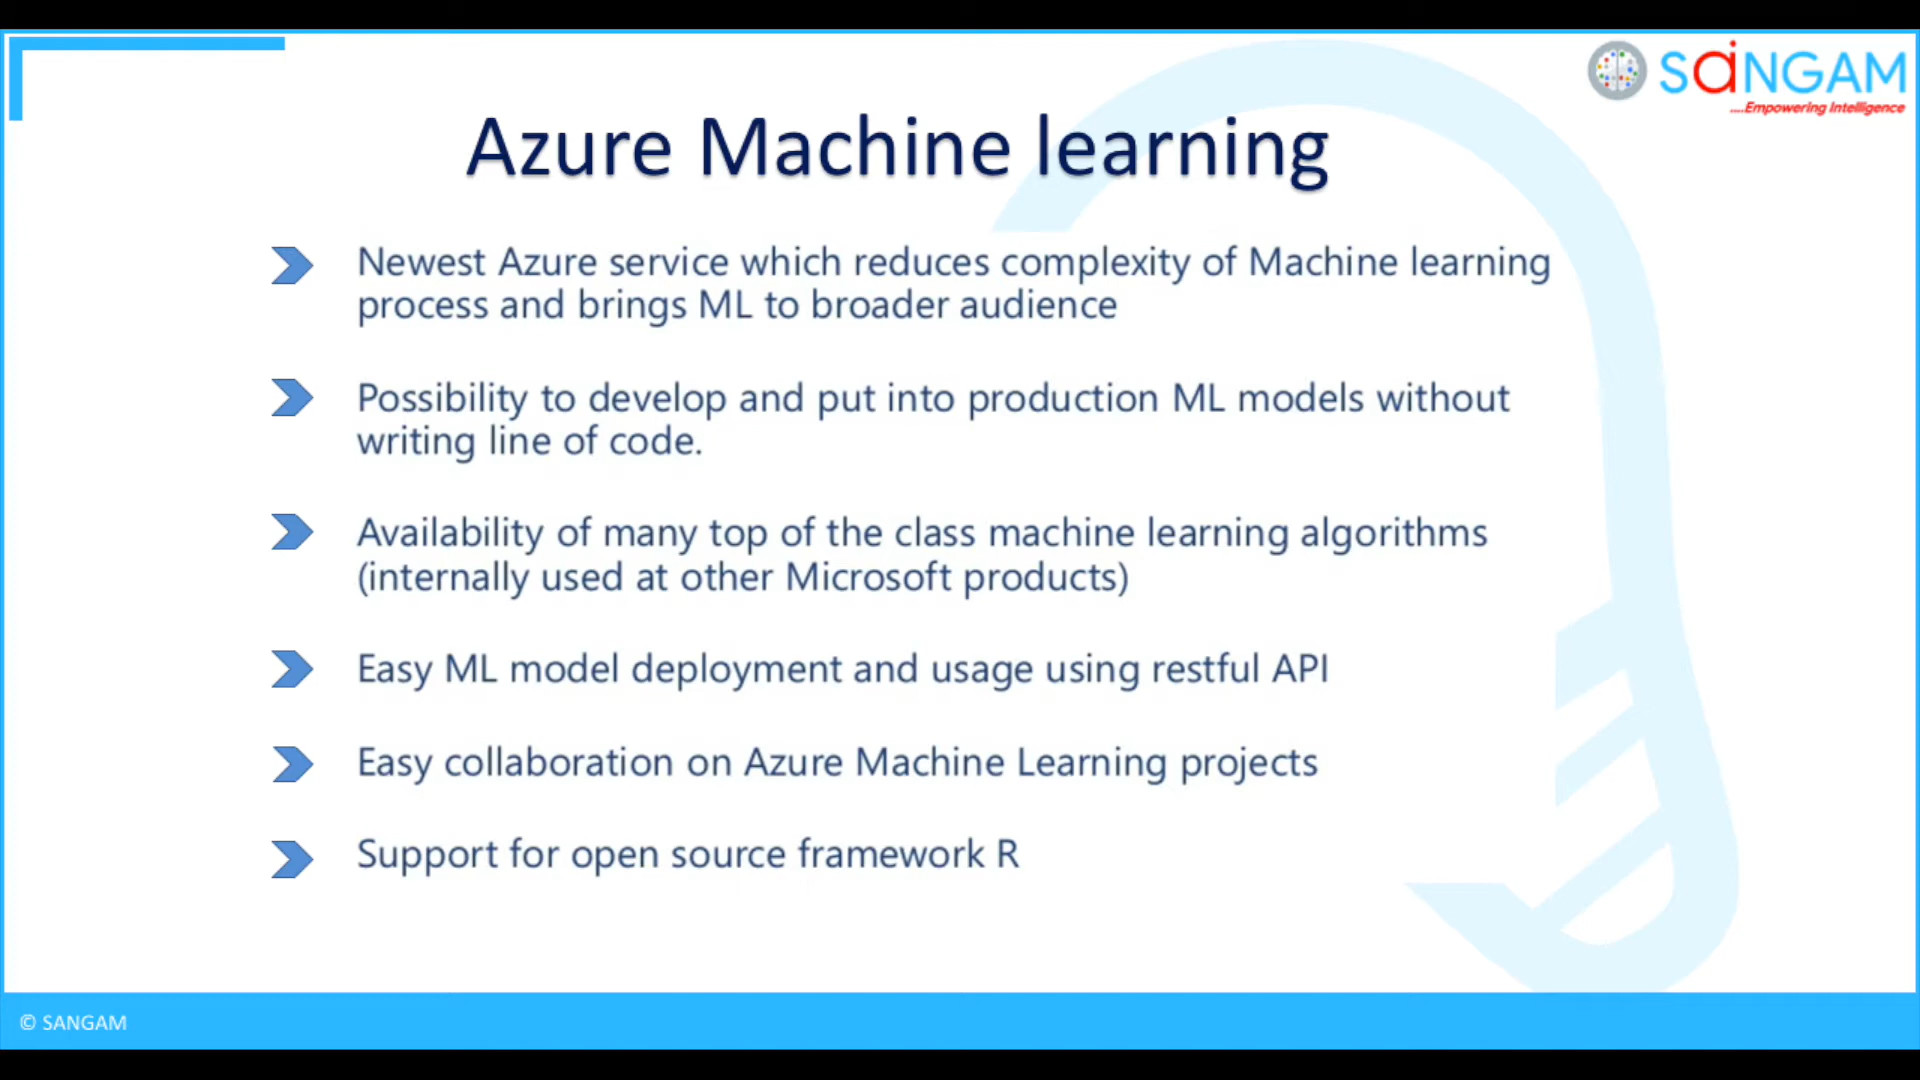 SaiNGAM
....Empowering Intelligence
Azure Machine learning
Newest Azure service which reduces complexity of Machine learning
process and brings ML to broader audience
Possibility to develop and put into production ML models without
writing line of code.
Availability of many top of the class machine learning algorithms
(internally used at other Microsoft products)
Easy ML model deployment and usage using restful API
Easy collaboration on Azure Machine Learning projects
Support for open source framework R
© SANGAM